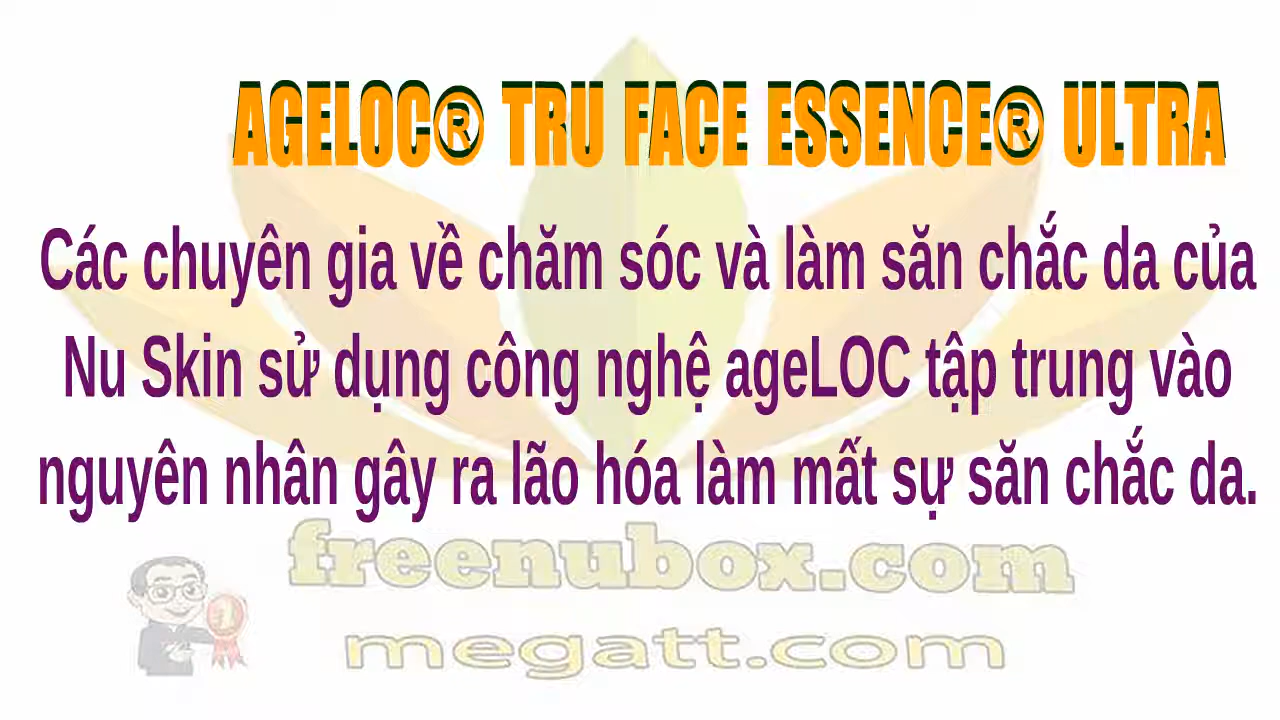 AGELOC® TRU FACE ESSENCE® ULTRA
Các chuyên gia về chăm sóc và làm săn chắc da của
Nu Skin sử dụng công nghệ ageLOC tập trung vào
nguyên nhân gây ra lão hóa làm mất sự săn chắc da.
freenubox.com
1
megatt.com